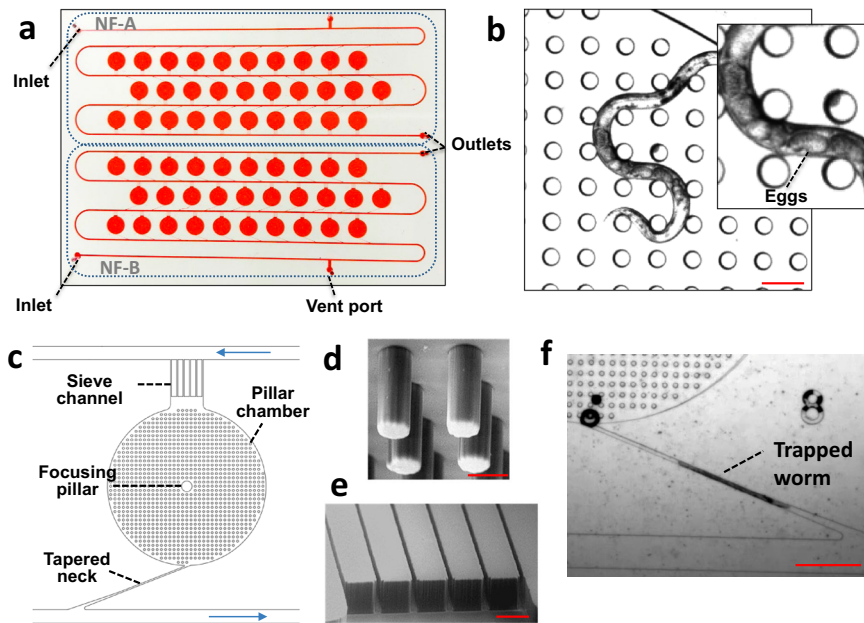 a
NF-A
Inlet
Outlets
Inlet
NF-B
Vent port
b
Eggs
c
Sieve
channel
Pillar
chamber
Focusing
pillar
Tapered
neck
d
e
f
Trapped
worm